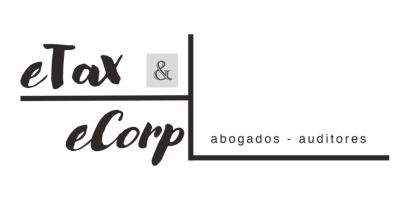 eTax &
eCorp
abogados - auditores